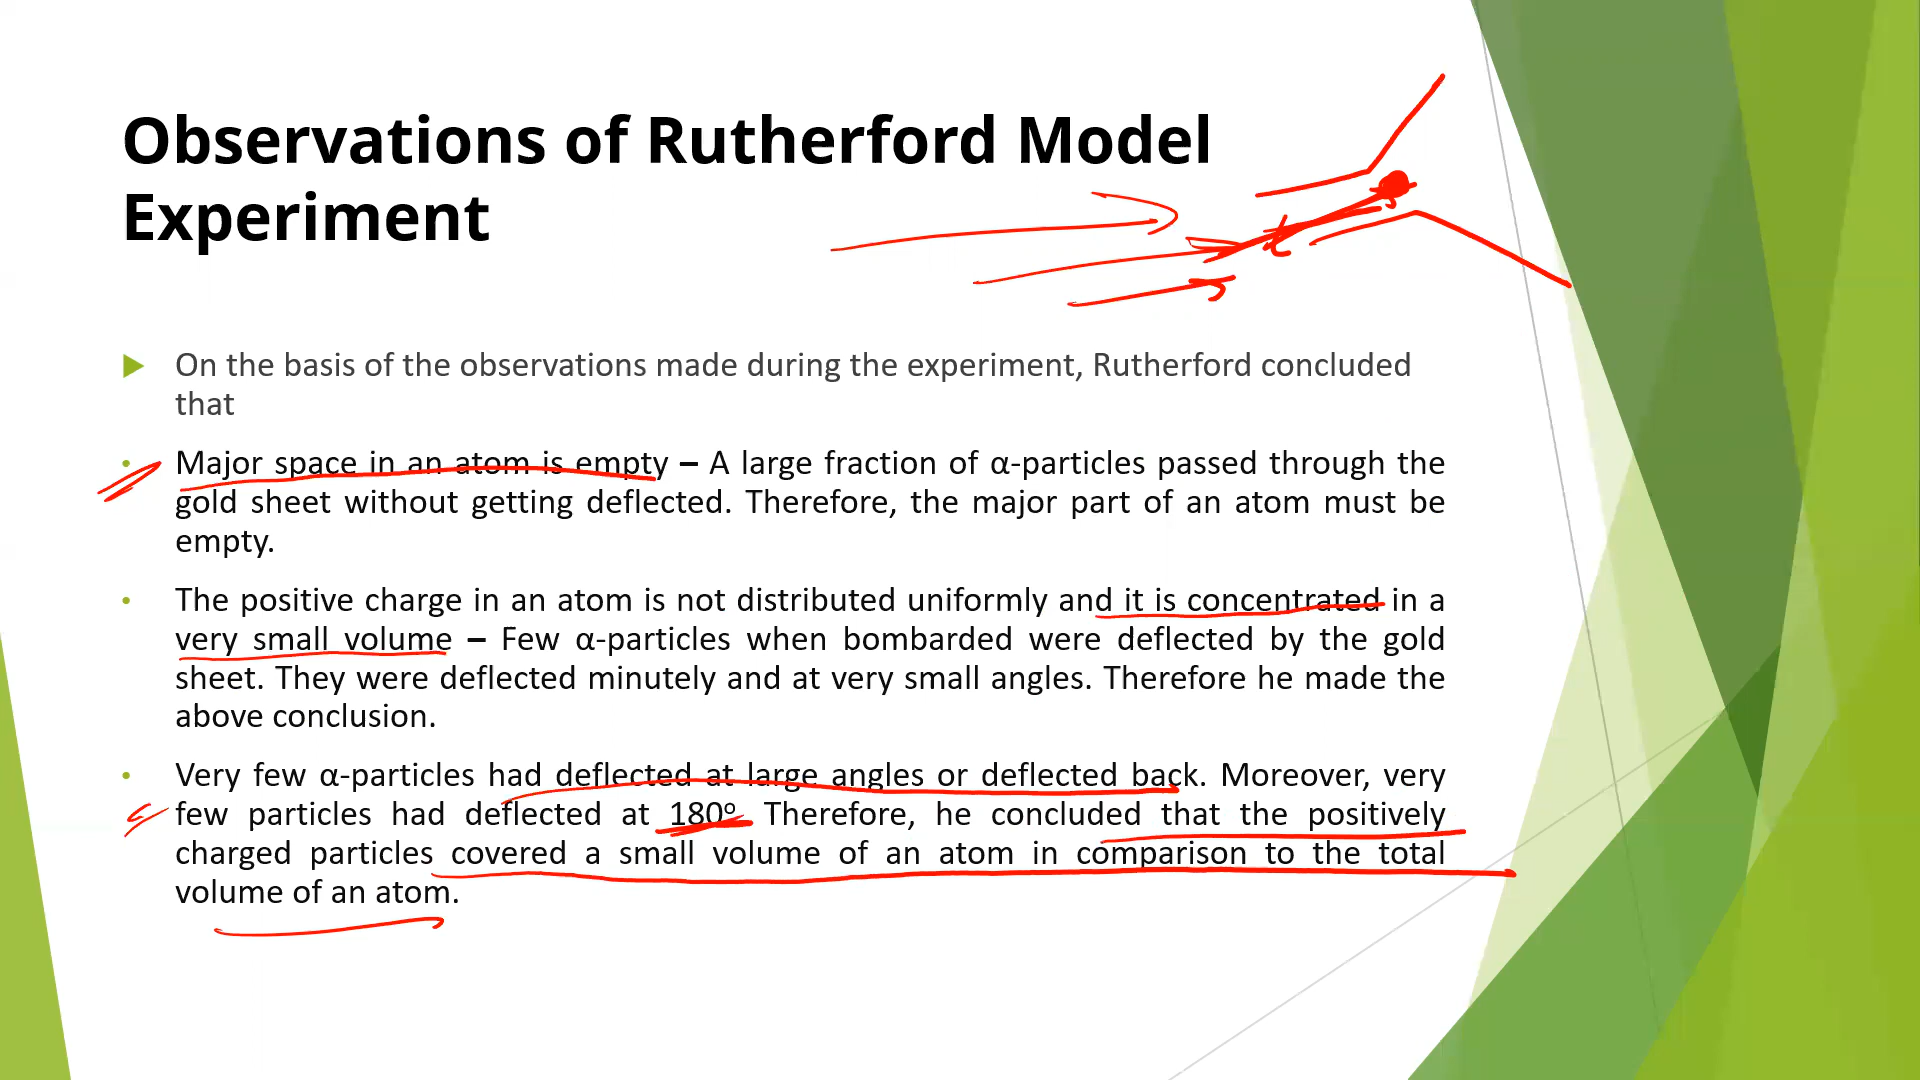 Observations of Rutherford Model
Experiment
On the basis of the observations made during the experiment, Rutherford concluded
that
Major space in an atom is empty – A large fraction of α-particles passed through the
gold sheet without getting deflected. Therefore, the major part of an atom must be
empty.
The positive charge in an atom is not distributed uniformly and it is concentrated in a
very small volume – Few α-particles when bombarded were deflected by the gold
sheet. They were deflected minutely and at very small angles. Therefore he made the
above conclusion.
Very few α-particles had deflected at large angles or deflected back. Moreover, very
few particles had deflected at 180º. Therefore, he concluded that the positively
charged particles covered a small volume of an atom in comparison to the total
volume of an atom.